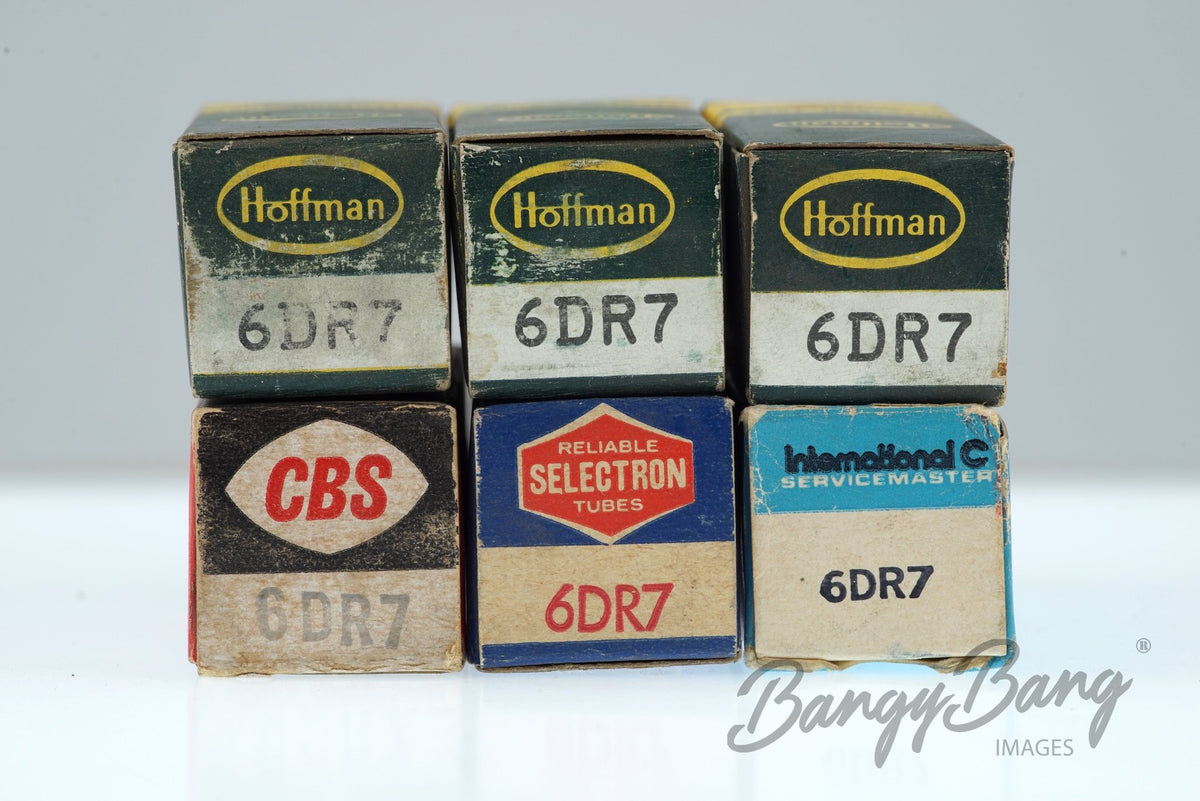 Hoffman
6DR7
Hoffman
6DR7
Hoffman
6DR7
CBS
6DR7
RELIABLE
SELECTRON
TUBES
6DR7
International C
SERVICEMASTER
6DR7
BangyBang ®
IMAGES